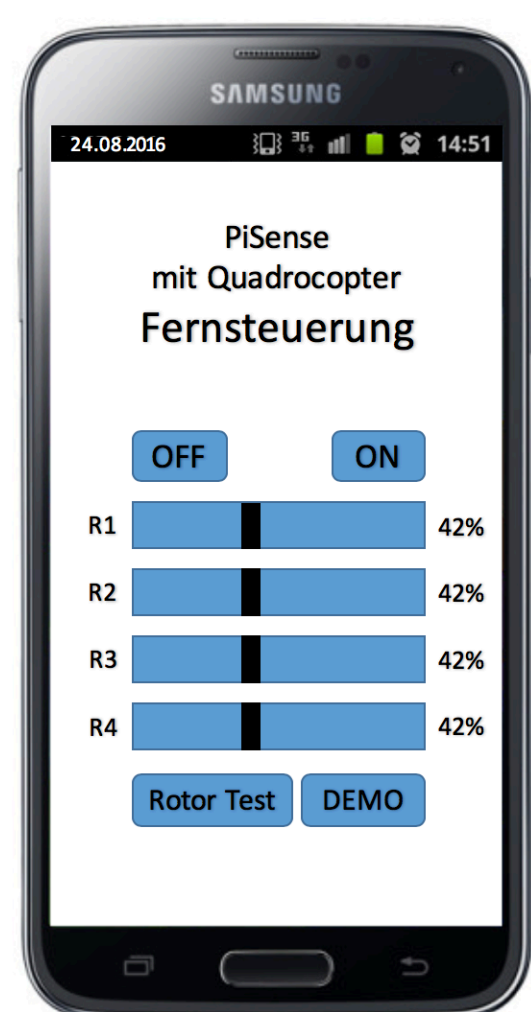 SAMSUNG
24.08.2016 3G 14:51
PiSense
mit Quadrocopter
Fernsteuerung
OFF ON
R1 42%
R2 42%
R3 42%
R4 42%
Rotor Test DEMO